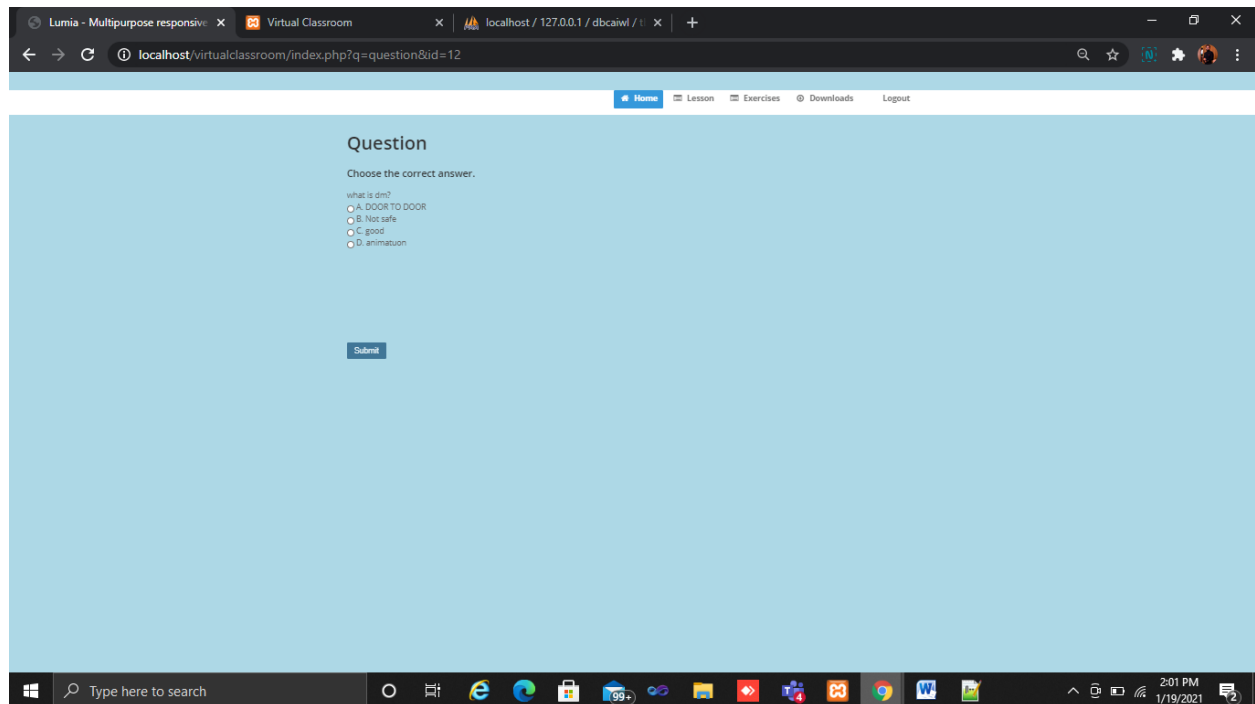 Lumia - Multipurpose responsive
Virtual Classroom
localhost / 127.0.0.1 / dbcaiwl / t
localhost/virtualclassroom/index.php?q=question&id=12
Home Lesson Exercises Downloads Logout
Question
Choose the correct answer.
what is dm?
A. DOOR TO DOOR
B. Not safe
C. good
D. animatuon
Submit
Type here to search
99+
4
2:01 PM
1/19/2021
2